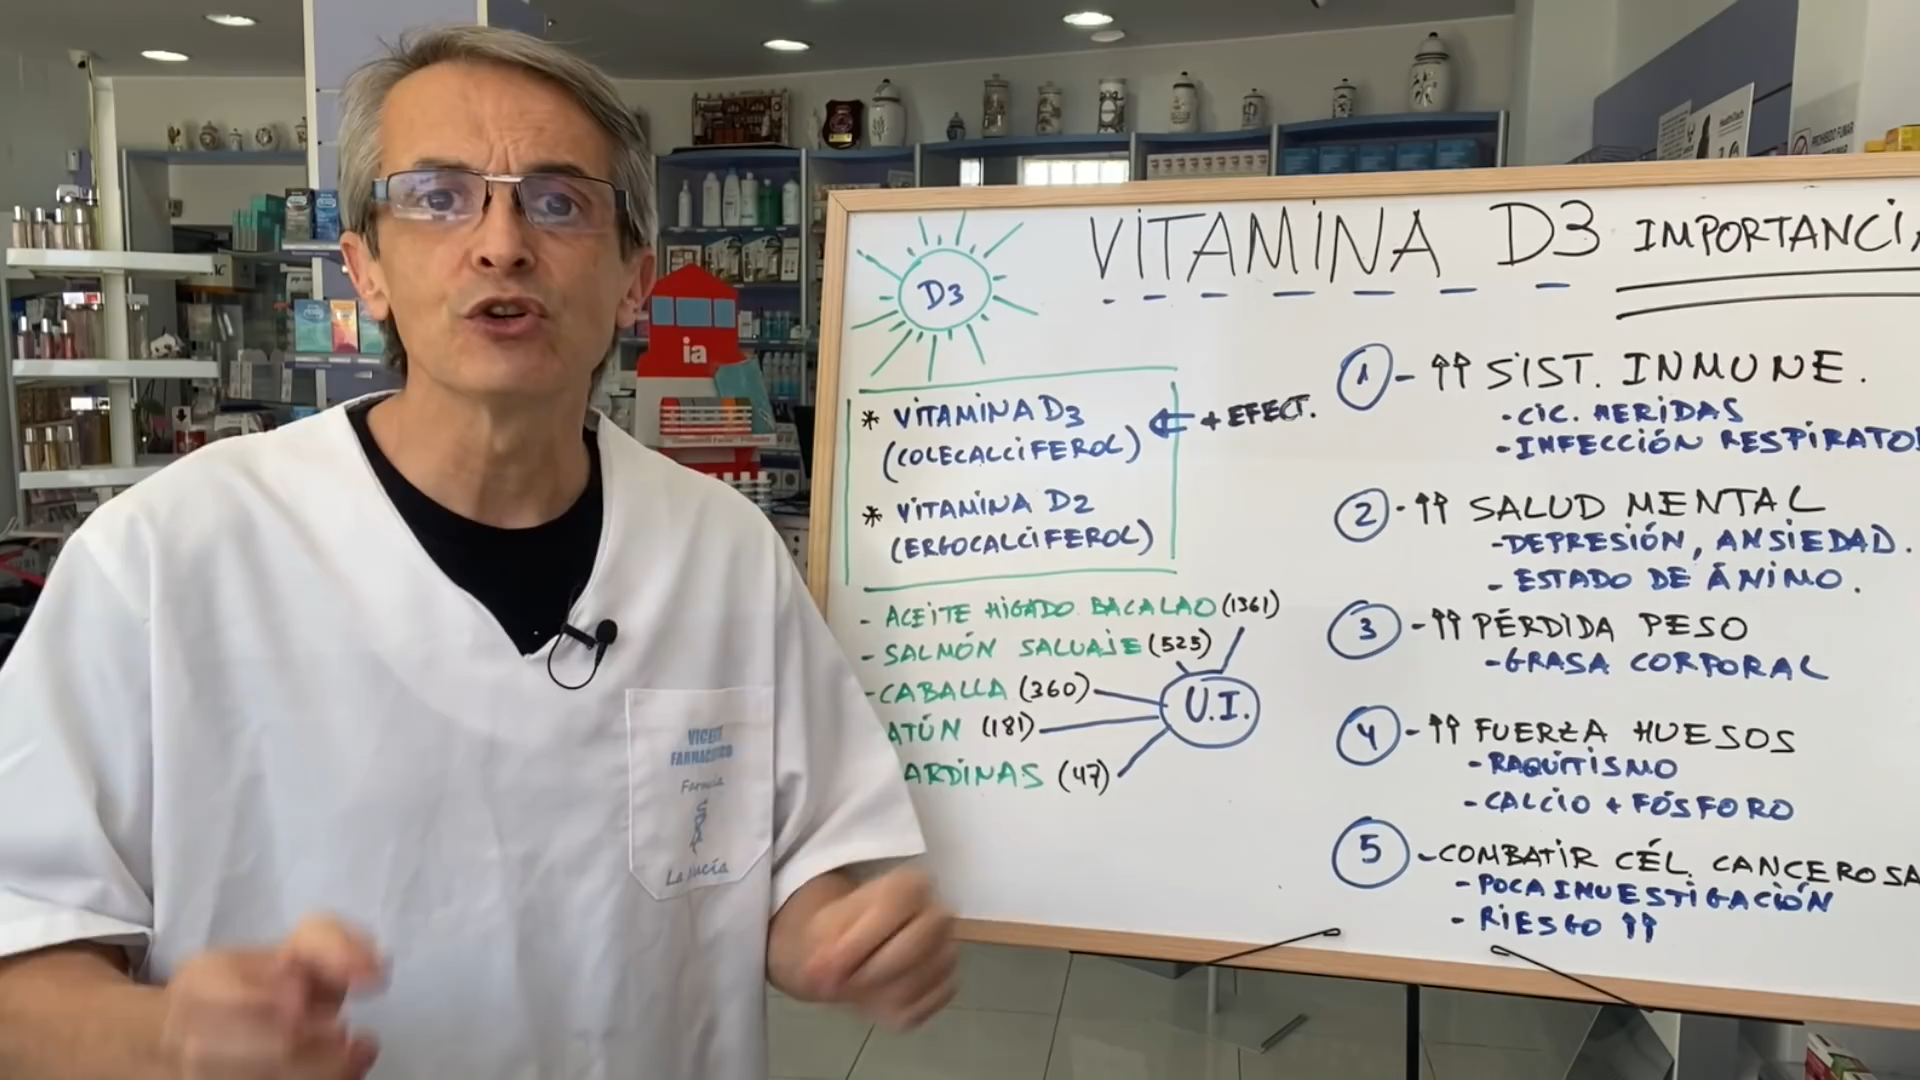 VITAMINA D3 IMPORTANCI
D3
* VITAMINA D3
(COLECALCIFEROL)
+ EFECT.
* VITAMINA D2
(ERGOCALCIFEROL)
- ACEITE HIGADO BACALAO (1361)
- SALMÓN SALVAJE (525)
- CABALLA (360)
ATÚN (181)
ARDINAS (47)
U.I.
1 - ↑↑ SIST. INMUNE.
- CIC. HERIDAS
- INFECCIÓN RESPIRATO
2 - ↑↑ SALUD MENTAL
- DEPRESIÓN, ANSIEDAD.
- ESTADO DE ÁNIMO.
3 - ↑↑ PÉRDIDA PESO
- GRASA CORPORAL
4 - ↑↑ FUERZA HUESOS
- RAQUITISMO
- CALCIO + FÓSFORO
5 - COMBATIR CÉL. CANCEROSA
- POCA INVESTIGACIÓN
- RIESGO ↑↑
ia
FARMACÉUTICO
Farmacia
La Nucía
PROHIBIDO FUMAR